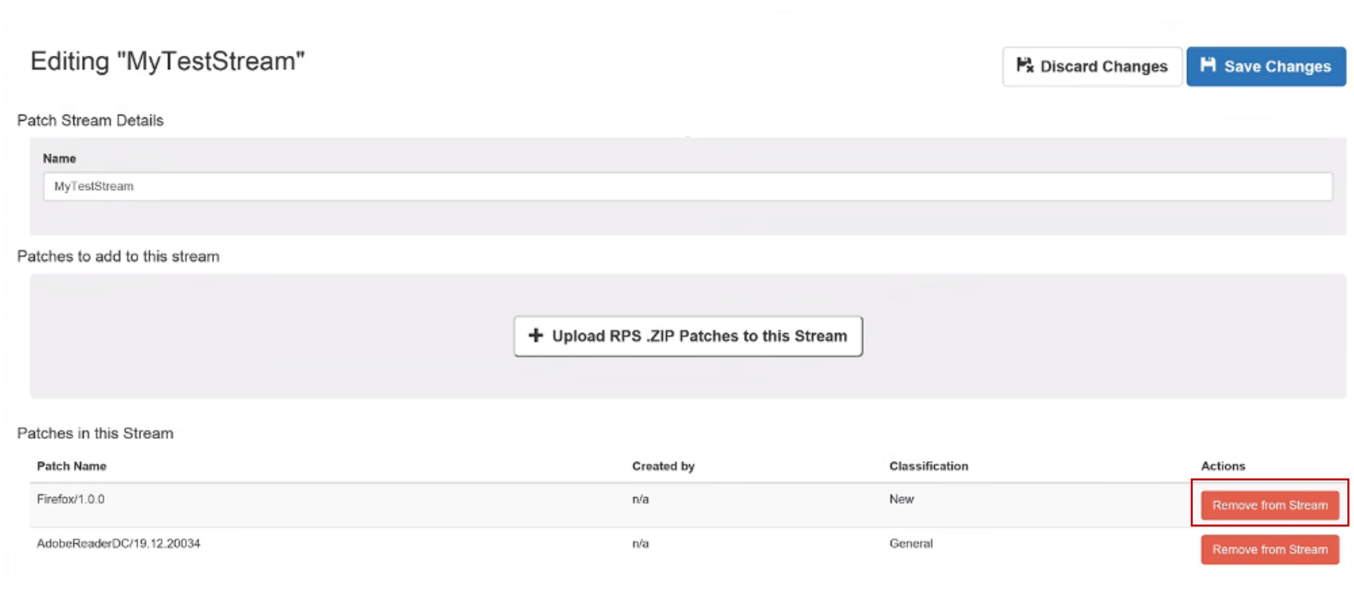 Editing "MyTestStream"
Discard Changes
Save Changes
Patch Stream Details
Name
MyTestStream
Patches to add to this stream
+ Upload RPS .ZIP Patches to this Stream
Patches in this Stream
Patch Name Created by Classification Actions
Firefox/1.0.0 n/a New Remove from Stream
AdobeReaderDC/19.12.20034 n/a General Remove from Stream